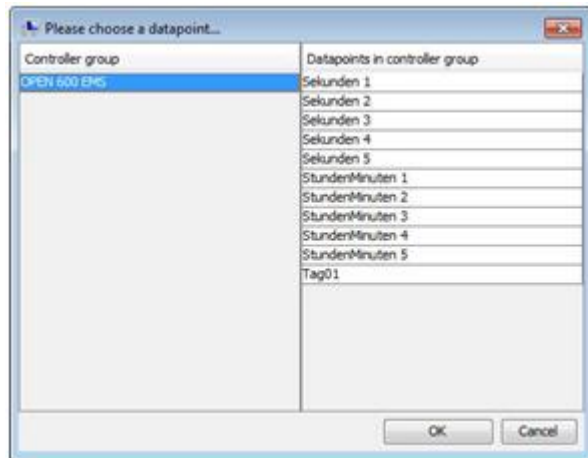 Please choose a datapoint...
Controller group
Datapoints in controller group
OPEN 600 EMS
Sekunden 1
Sekunden 2
Sekunden 3
Sekunden 4
Sekunden 5
StundenMinuten 1
StundenMinuten 2
StundenMinuten 3
StundenMinuten 4
StundenMinuten 5
Tag01
OK
Cancel